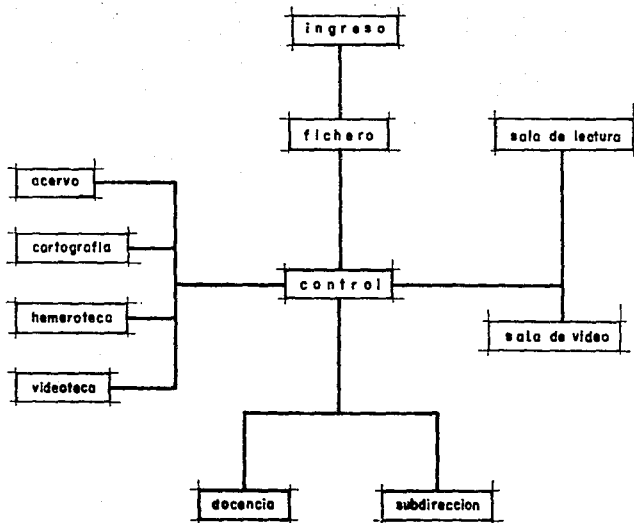 ingreso
fichero
sala de lectura
acervo
cartografia
control
hemeroteca
sala de video
videoteca
docencia
subdireccion